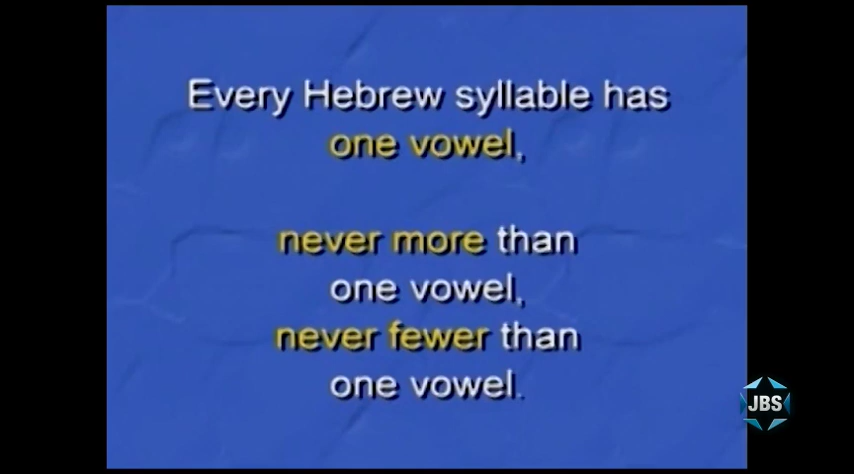 Every Hebrew syllable has
one vowel,
never more than
one vowel,
never fewer than
one vowel.
JBS